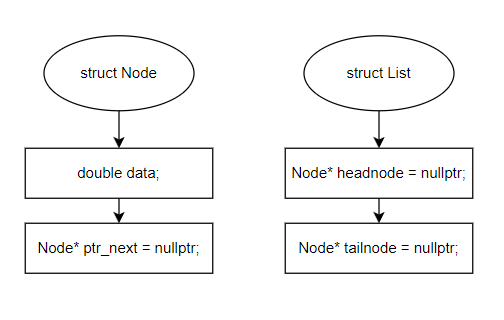 struct Node
double data;
Node* ptr_next = nullptr;
struct List
Node* headnode = nullptr;
Node* tailnode = nullptr;